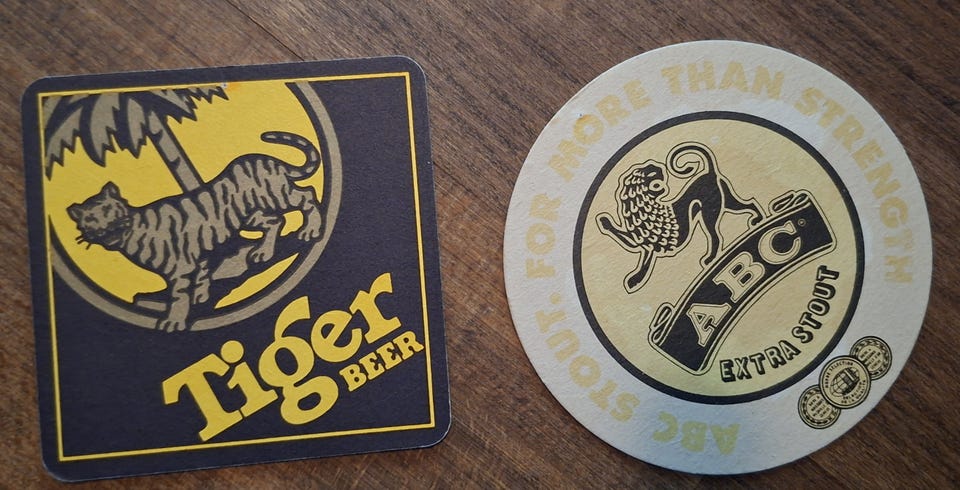 Tiger
BEER
ABC STOUT. FOR MORE THAN STRENGTH
ABC
EXTRA STOUT